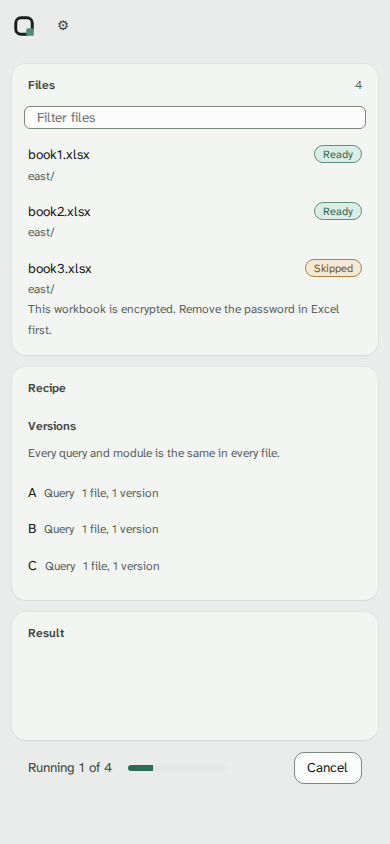 Files 4
Filter files
book1.xlsx Ready
east/
book2.xlsx Ready
east/
book3.xlsx Skipped
east/
This workbook is encrypted. Remove the password in Excel
first.
Recipe
Versions
Every query and module is the same in every file.
A Query 1 file, 1 version
B Query 1 file, 1 version
C Query 1 file, 1 version
Result
Running 1 of 4 Cancel